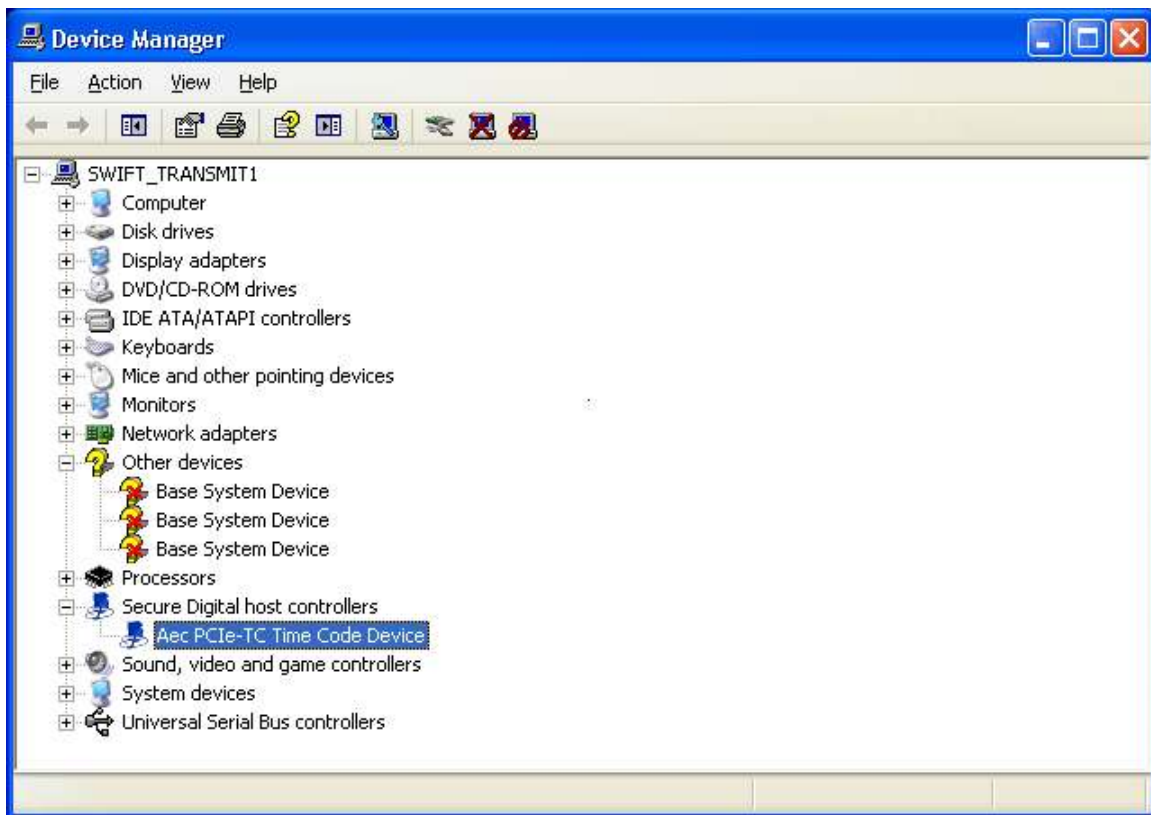 Device Manager
File Action View Help
SWIFT_TRANSMIT1
Computer
Disk drives
Display adapters
DVD/CD-ROM drives
IDE ATA/ATAPI controllers
Keyboards
Mice and other pointing devices
Monitors
Network adapters
Other devices
Base System Device
Base System Device
Base System Device
Processors
Secure Digital host controllers
Aec PCIe-TC Time Code Device
Sound, video and game controllers
System devices
Universal Serial Bus controllers